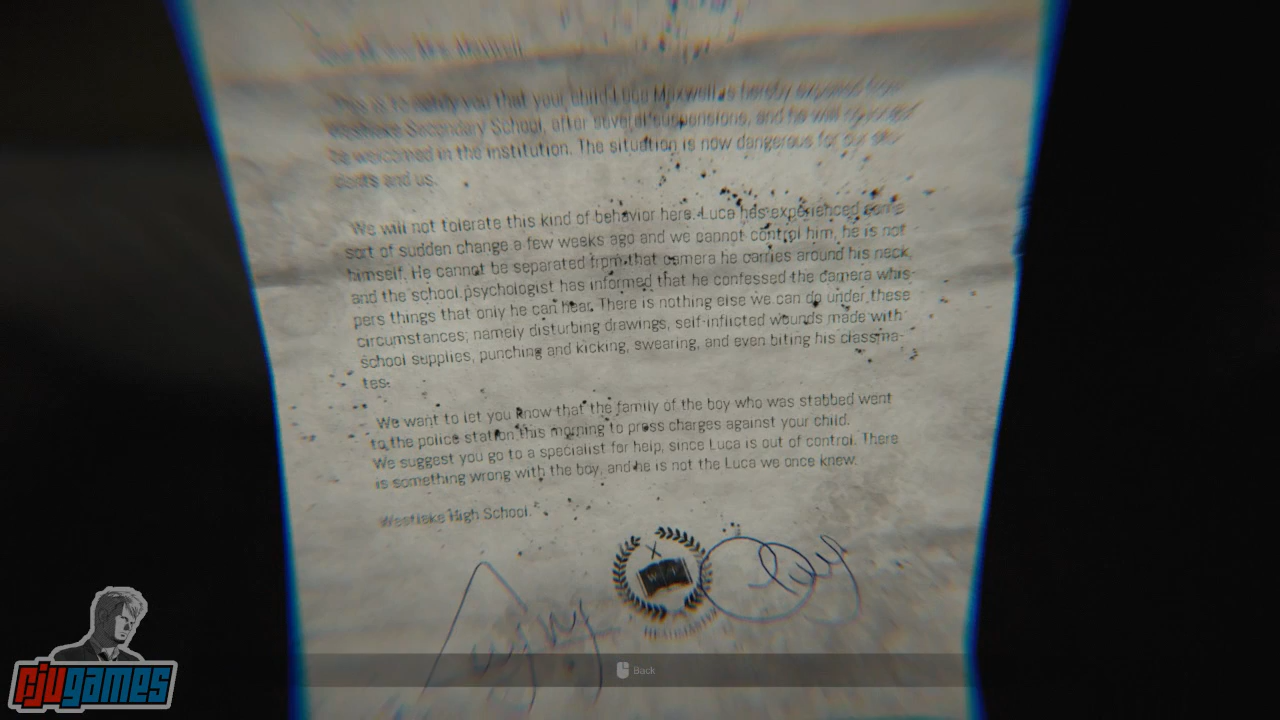 Maxwell,
This is to notify you that your child Luca Maxwell is hereby expelled from
Westlake Secondary School, after several suspensions, and he will
be welcomed in the institution. The situation is now dangerous for our stu-
dents and us.
We will not tolerate this kind of behavior here. Luca has experienced some
sort of sudden change a few weeks ago and we cannot control him, he is not
himself. He cannot be separated from that camera he carries around his neck,
and the school psychologist has informed that he confessed the camera whis-
pers things that only he can hear. There is nothing else we can do under these
circumstances; namely disturbing drawings, self-inflicted wounds made with
school supplies, punching and kicking, swearing, and even biting his classma-
tes.
We want to let you know that the family of the boy who was stabbed went
to the police station this morning to press charges against your child.
We suggest you go to a specialist for help, since Luca is out of control. There
is something wrong with the boy, and he is not the Luca we once knew.
Westlake High School.
HEADMASTER
Back
cjugames